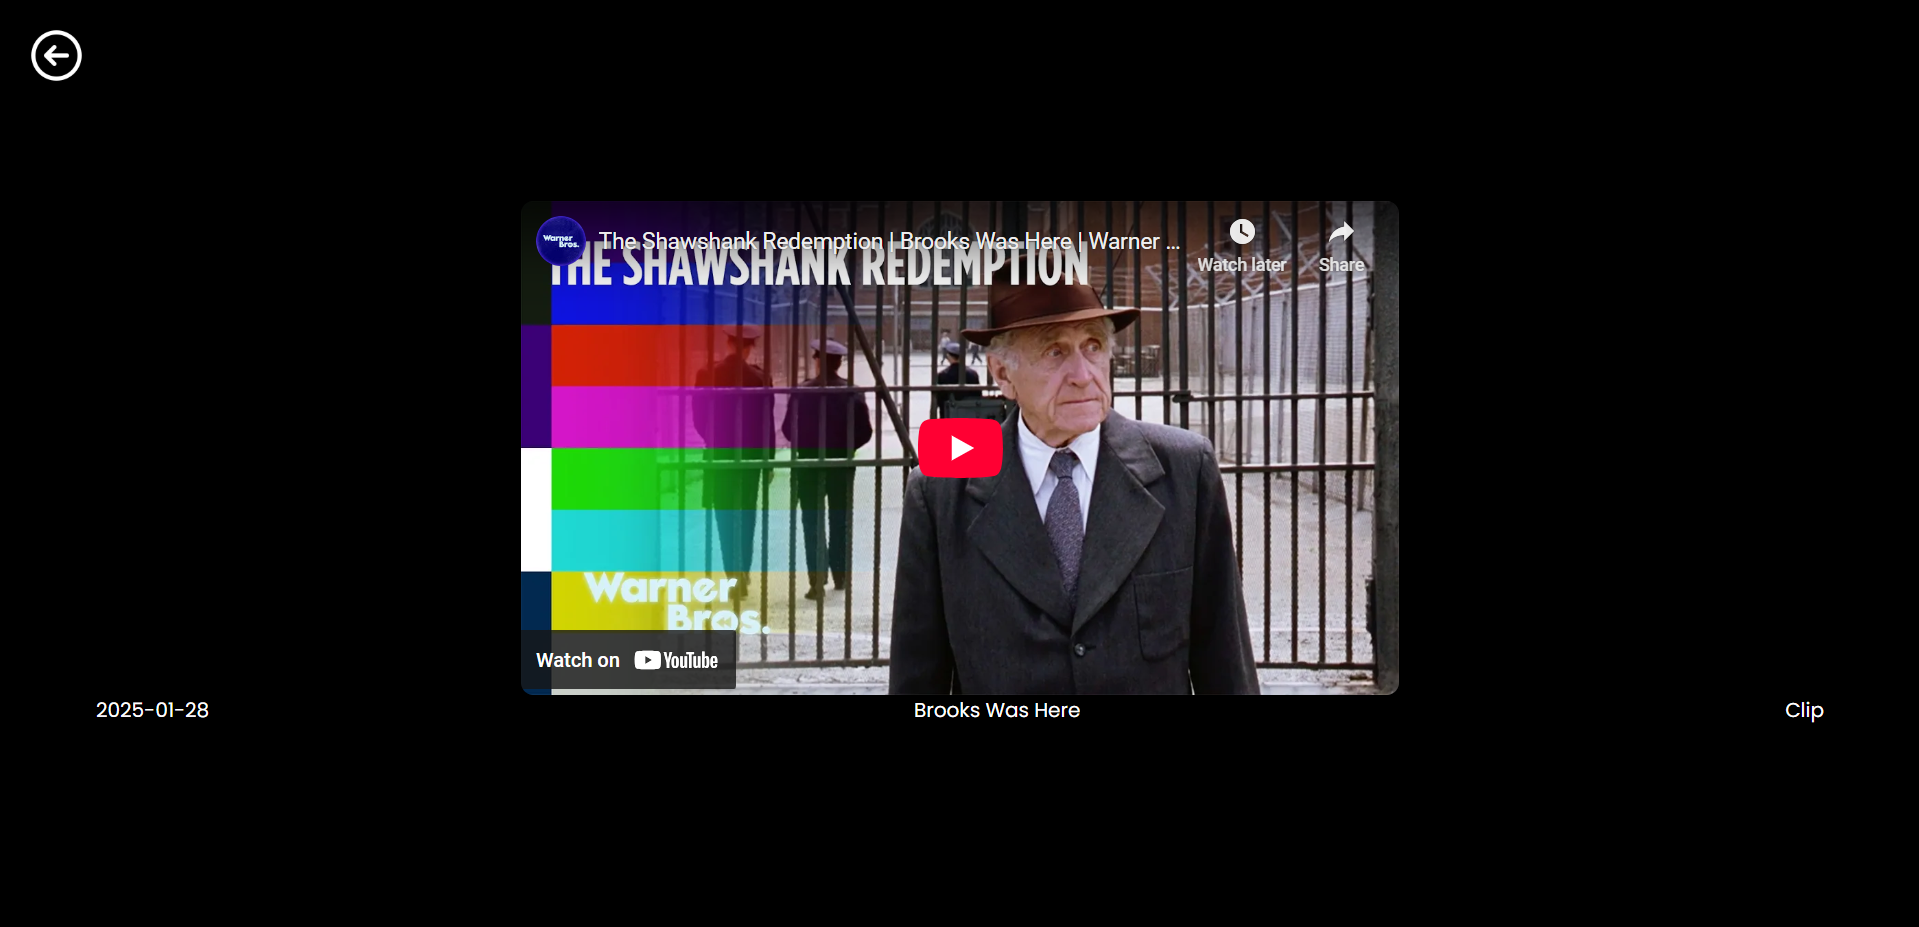 The Shawshank Redemption | Brooks Was Here | Warner ...
Warner
Bros.
THE SHAWSHANK REDEMPTION
Watch later
Share
Warner
Bros.
Watch on YouTube
2025-01-28
Brooks Was Here
Clip